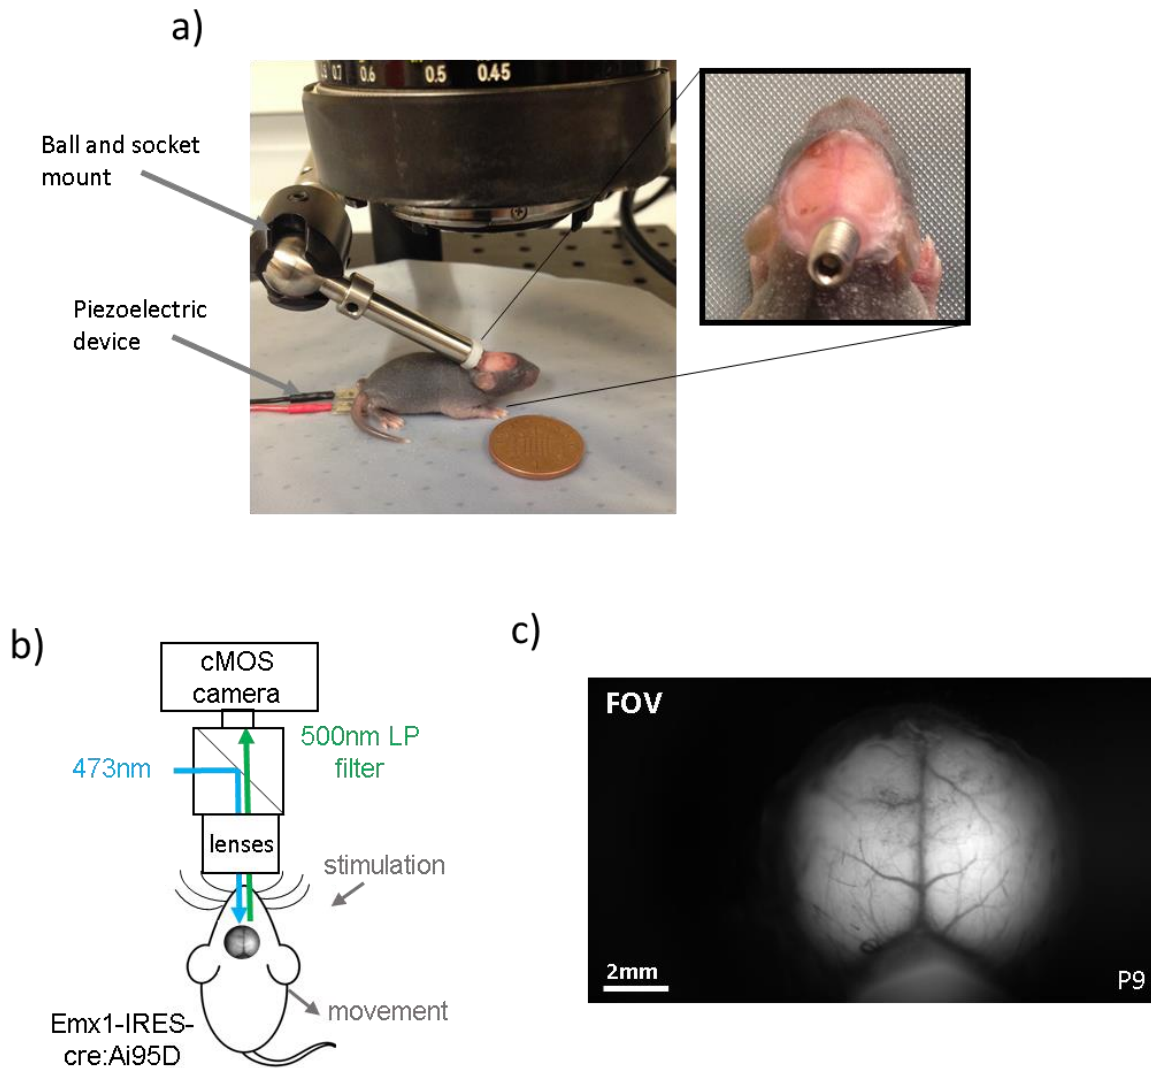 a)
.5 0.7 0.6 0.5 0.45
Ball and socket
mount
Piezoelectric
device
b)
cMOS
camera
473nm
500nm LP
filter
lenses
stimulation
movement
Emx1-IRES-
cre:Ai95D
c)
FOV
2mm
P9